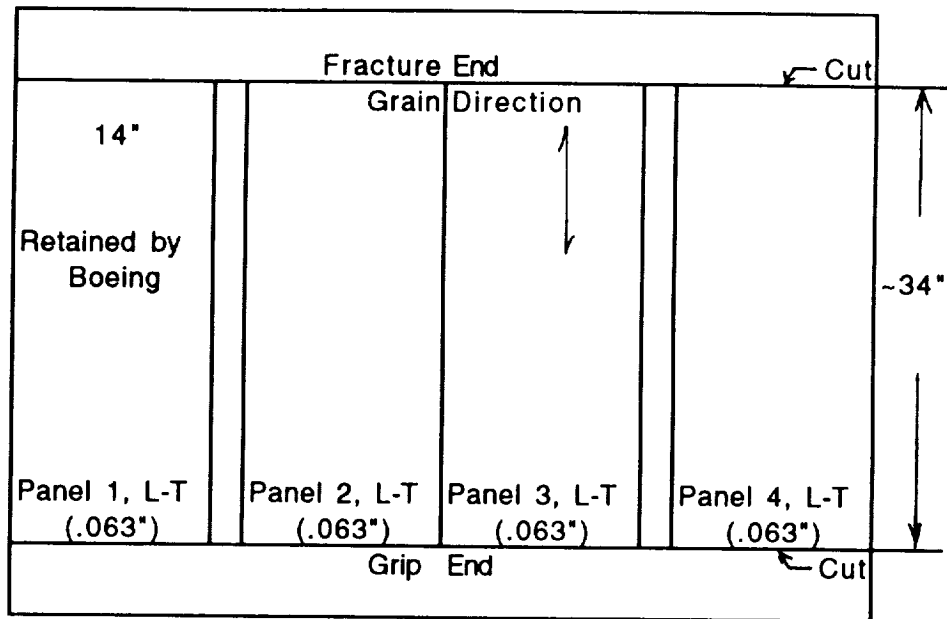 Fracture End
Cut
Grain Direction
14"
Retained by
Boeing
~34"
Panel 1, L-T
(.063")
Panel 2, L-T
(.063")
Panel 3, L-T
(.063")
Panel 4, L-T
(.063")
Grip End
Cut